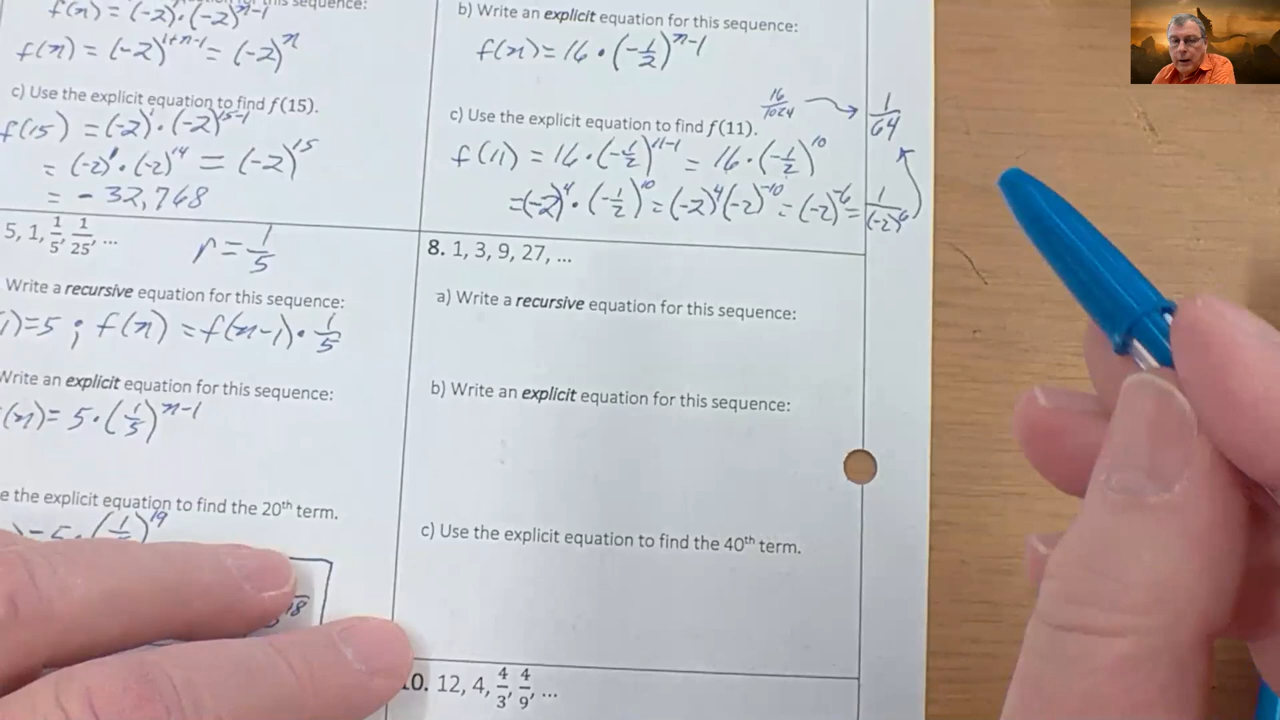 for this sequence:
f(n) = (-2)·(-2)^{n-1}
f(n) = (-2)^{1+n-1} = (-2)^n
c) Use the explicit equation to find f(15).
f(15) = (-2)^1·(-2)^{15-1}
= (-2)^1·(-2)^{14} = (-2)^{15}
= -32,768
b) Write an explicit equation for this sequence:
f(n) = 16·(-1/2)^{n-1}
16/1024 → 1/64
c) Use the explicit equation to find f(11).
f(11) = 16·(-1/2)^{11-1} = 16·(-1/2)^{10}
=(-2)^4·(-1/2)^{10} = (-2)^4(-2)^{-10} = (-2)^{-6} = 1/(-2)^6
5, 1, 1/5, 1/25, ...
r = 1/5
Write a recursive equation for this sequence:
1)=5 ; f(n) = f(n-1)·1/5
Write an explicit equation for this sequence:
(n) = 5·(1/5)^{n-1}
e the explicit equation to find the 20th term.
8. 1, 3, 9, 27, ...
a) Write a recursive equation for this sequence:
b) Write an explicit equation for this sequence:
c) Use the explicit equation to find the 40th term.
10. 12, 4, 4/3, 4/9, ...